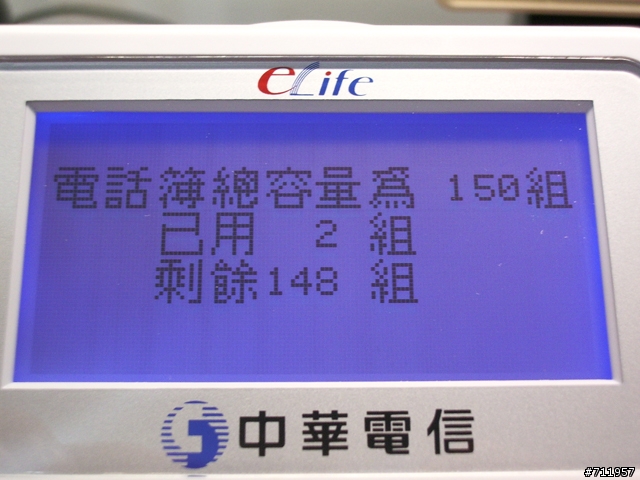 eLife
電話簿總容量爲 150組
已用 2 組
剩餘148 組
中華電信
#711957